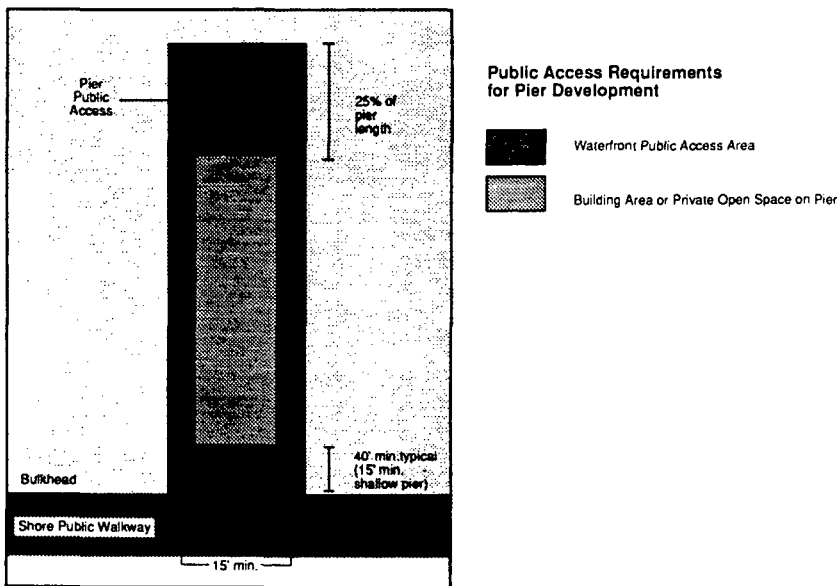 Pier
Public
Access
25% of
pier
length
40' min. typical
(15' min.
shallow pier)
Bulkhead
Shore Public Walkway
15' min.
Public Access Requirements
for Pier Development
Waterfront Public Access Area
Building Area or Private Open Space on Pier